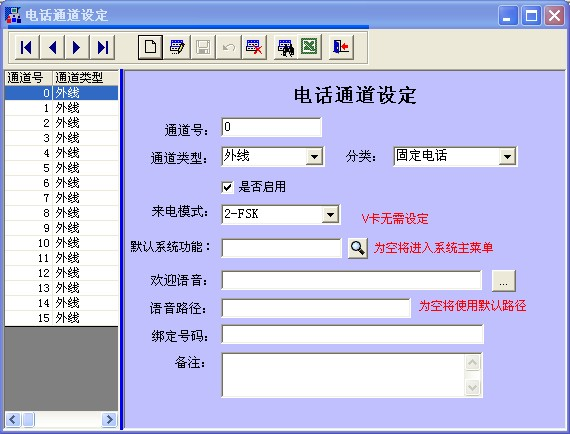 电话通道设定
通道号 通道类型
0 外线
1 外线
2 外线
3 外线
4 外线
5 外线
6 外线
7 外线
8 外线
9 外线
10 外线
11 外线
12 外线
13 外线
14 外线
15 外线
电话通道设定
通道号： 0
通道类型： 外线 分类： 固定电话
是否启用
来电模式： 2-FSK V卡无需设定
默认系统功能： 为空将进入系统主菜单
欢迎语音： ...
语音路径： 为空将使用默认路径
绑定号码：
备注：